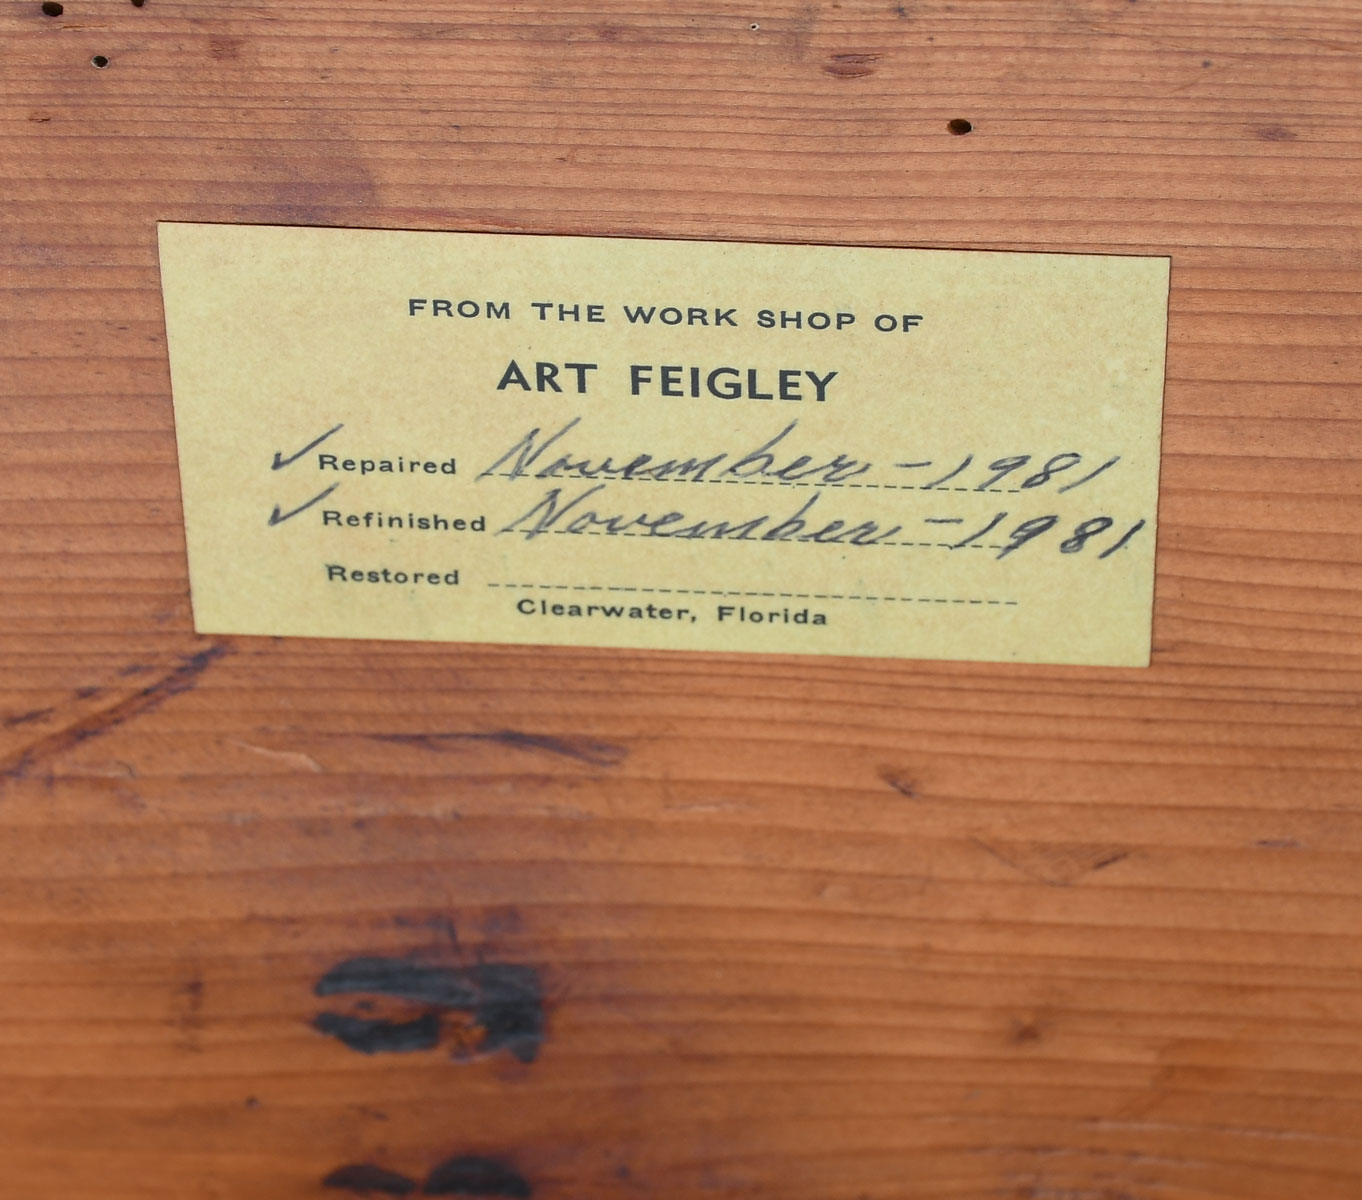 FROM THE WORK SHOP OF
ART FEIGLEY
✓ Repaired November - 1981
✓ Refinished November - 1981
Restored
Clearwater, Florida